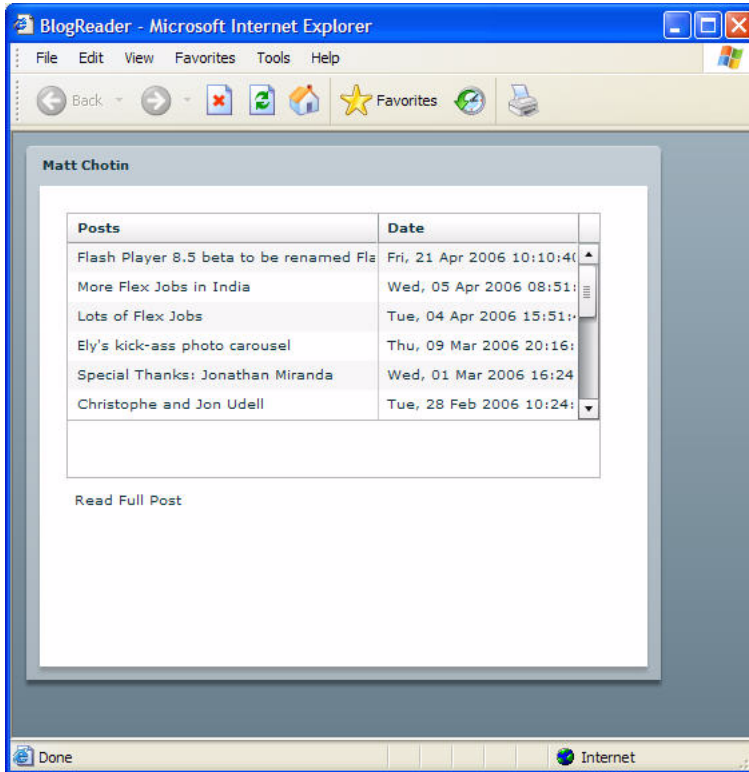 BlogReader - Microsoft Internet Explorer
File Edit View Favorites Tools Help
Back Favorites
Matt Chotin
Posts Date
Flash Player 8.5 beta to be renamed Fla Fri, 21 Apr 2006 10:10:40
More Flex Jobs in India Wed, 05 Apr 2006 08:51:
Lots of Flex Jobs Tue, 04 Apr 2006 15:51:
Ely's kick-ass photo carousel Thu, 09 Mar 2006 20:16:
Special Thanks: Jonathan Miranda Wed, 01 Mar 2006 16:24
Christophe and Jon Udell Tue, 28 Feb 2006 10:24:
Read Full Post
Done Internet